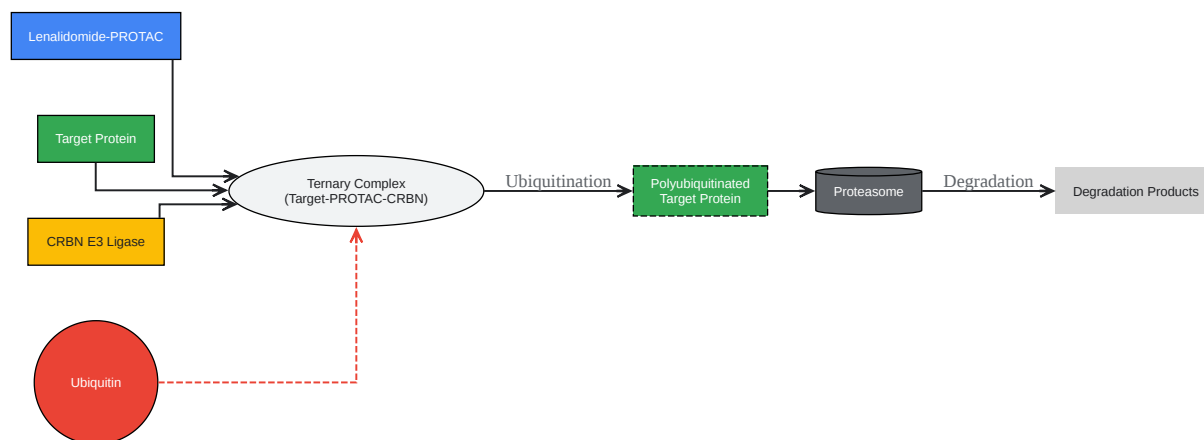 Lenalidomide-PROTAC
Target Protein
CRBN E3 Ligase
Ubiquitin
Ternary Complex
(Target-PROTAC-CRBN)
Ubiquitination
Polyubiquitinated
Target Protein
Proteasome
Degradation
Degradation Products